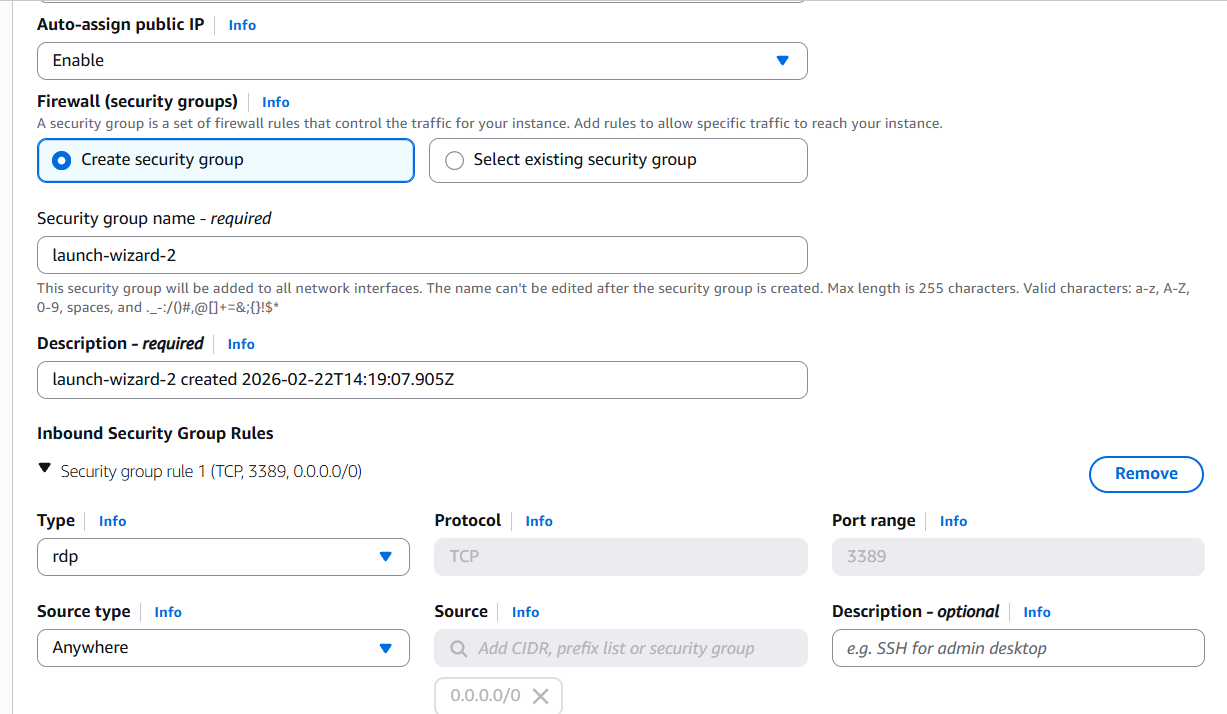 Auto-assign public IP Info
Enable
Firewall (security groups) Info
A security group is a set of firewall rules that control the traffic for your instance. Add rules to allow specific traffic to reach your instance.
Create security group Select existing security group
Security group name - required
launch-wizard-2
This security group will be added to all network interfaces. The name can't be edited after the security group is created. Max length is 255 characters. Valid characters: a-z, A-Z,
0-9, spaces, and ._-:/()#,@[]+=&;{}!$*
Description - required Info
launch-wizard-2 created 2026-02-22T14:19:07.905Z
Inbound Security Group Rules
Security group rule 1 (TCP, 3389, 0.0.0.0/0) Remove
Type Info Protocol Info Port range Info
rdp TCP 3389
Source type Info Source Info Description - optional Info
Anywhere Add CIDR, prefix list or security group e.g. SSH for admin desktop
0.0.0.0/0